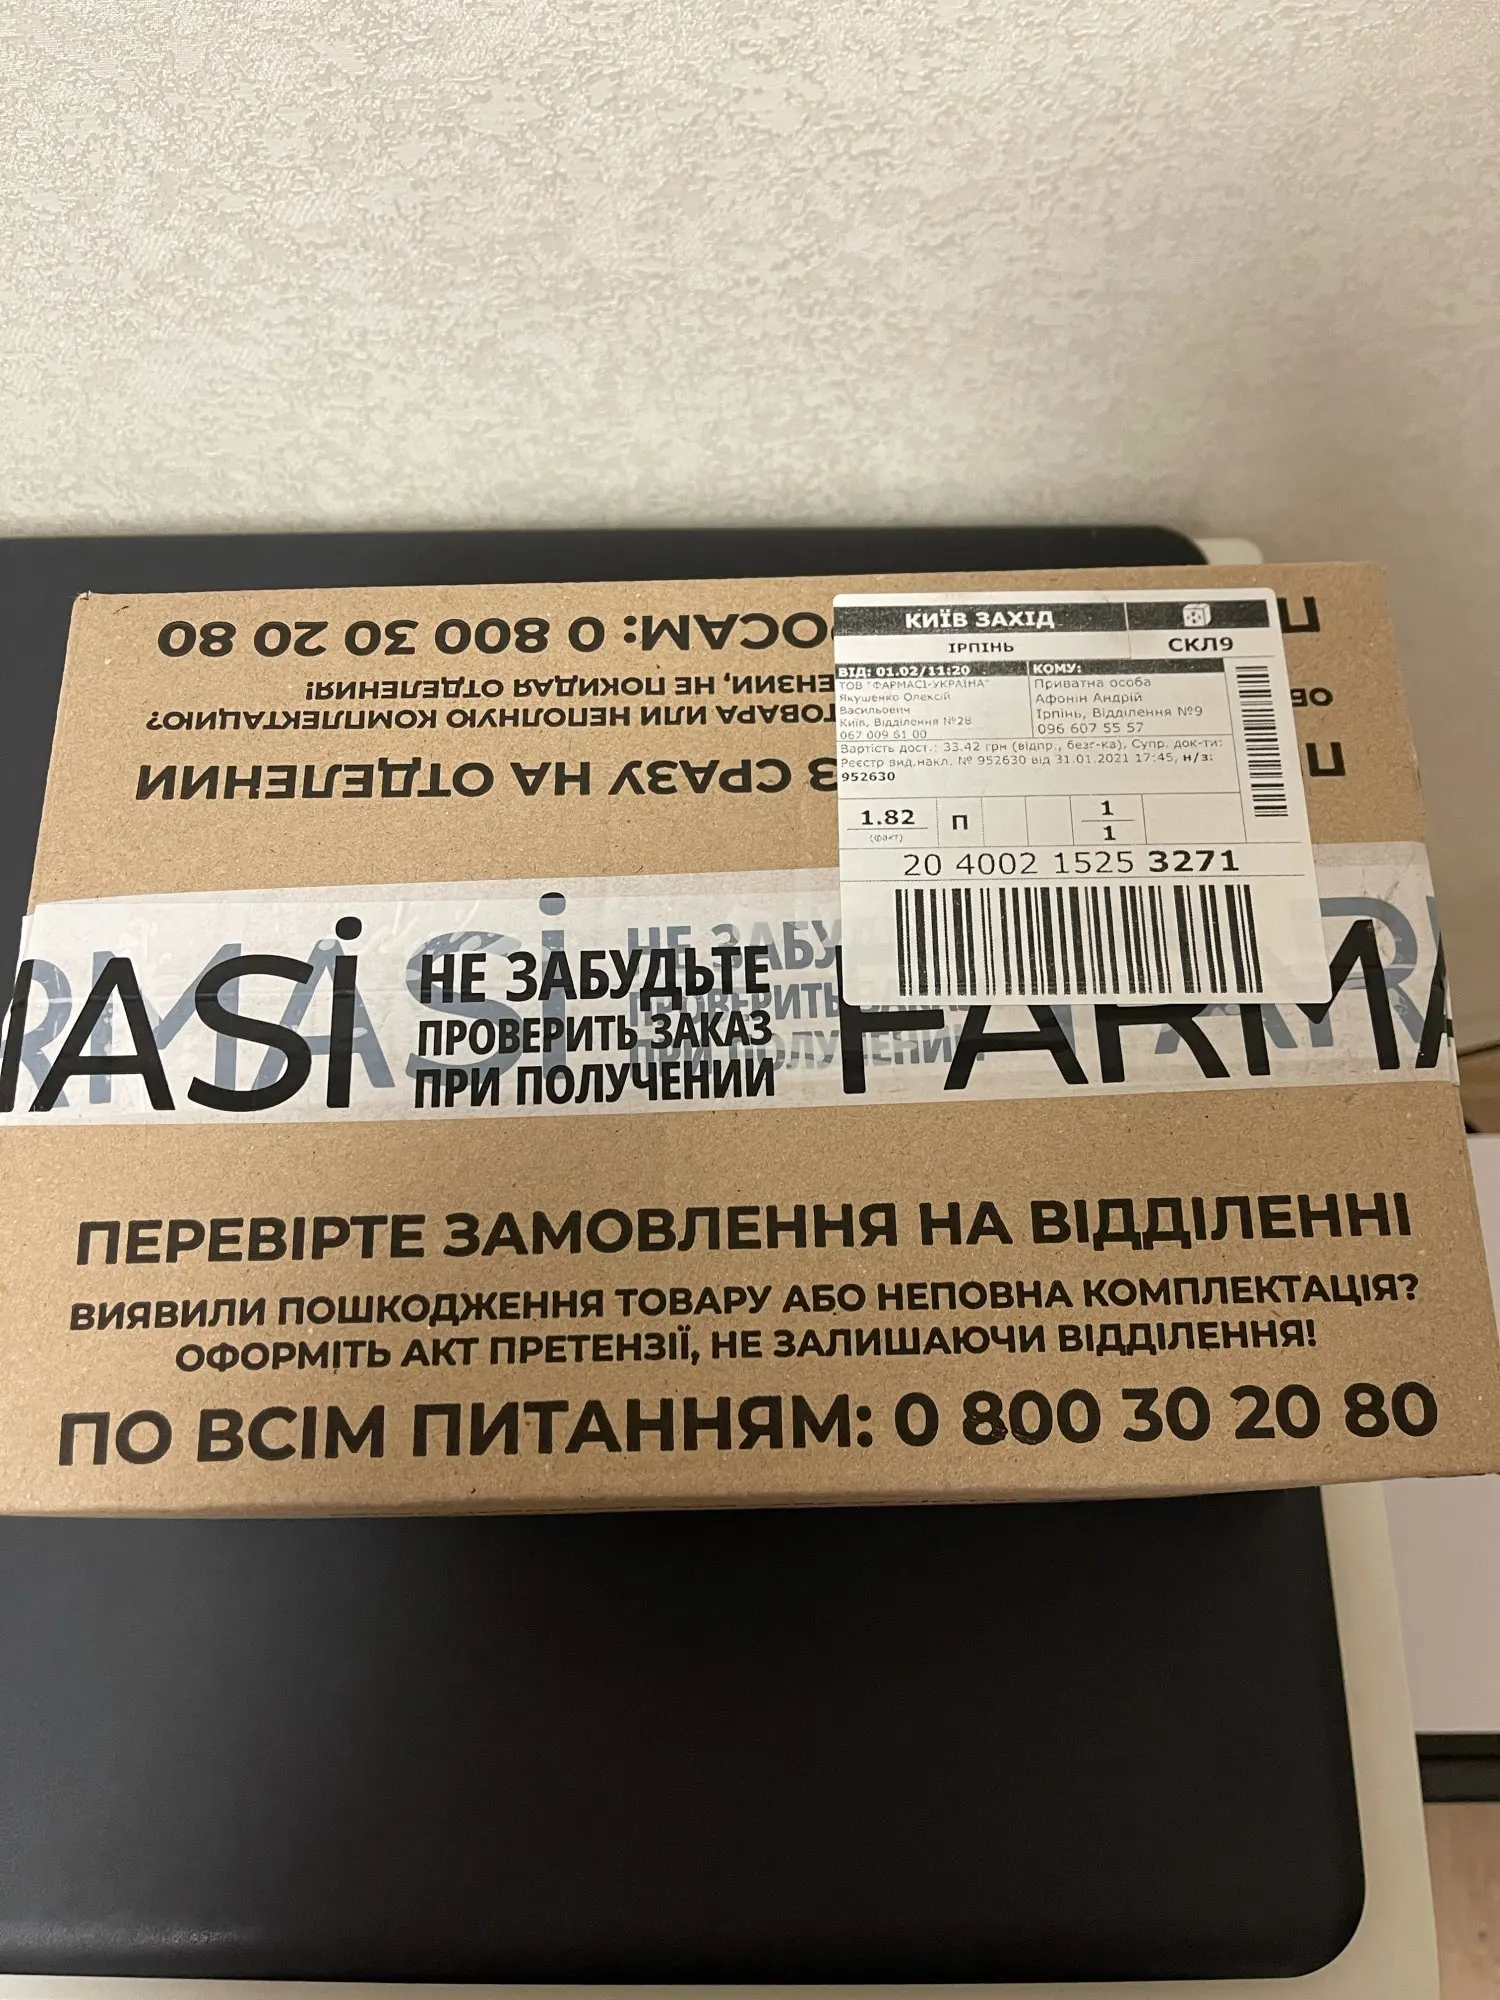 ПО ВОПРОСАМ: 0 800 30 20 80
ТЕНЗИИ, НЕ ПОКИДАЯ ОТДЕЛЕНИЯ!
ОБ ТОВАРА ИЛИ НЕПОЛНУЮ КОМПЛЕКТАЦИЮ?
П З СРАЗУ НА ОТДЕЛЕНИИ
КИЇВ ЗАХІД
ІРПІНЬ
СКЛ9
ВІД: 01.02/11:20
ТОВ "ФАРМАСІ-УКРАЇНА"
Якушенко Олексій
Васильович
Київ, Відділення №28
067 009 61 00
КОМУ:
Приватна особа
Афонін Андрій
Ірпінь, Відділення №9
096 607 55 57
Вартість дост.: 33.42 грн (відпр., безг-ка), Супр. док-ти:
Реєстр вид.накл. № 952630 від 31.01.2021 17:45, н/з:
952630
1.82 П 1
(факт) 1
20 4002 1525 3271
MASi НЕ ЗАБУДЬТЕ
ПРОВЕРИТЬ ЗАКАЗ
ПРИ ПОЛУЧЕНИИ
FARMA
ПЕРЕВІРТЕ ЗАМОВЛЕННЯ НА ВІДДІЛЕННІ
ВИЯВИЛИ ПОШКОДЖЕННЯ ТОВАРУ АБО НЕПОВНА КОМПЛЕКТАЦІЯ?
ОФОРМІТЬ АКТ ПРЕТЕНЗІЇ, НЕ ЗАЛИШАЮЧИ ВІДДІЛЕННЯ!
ПО ВСІМ ПИТАННЯМ: 0 800 30 20 80